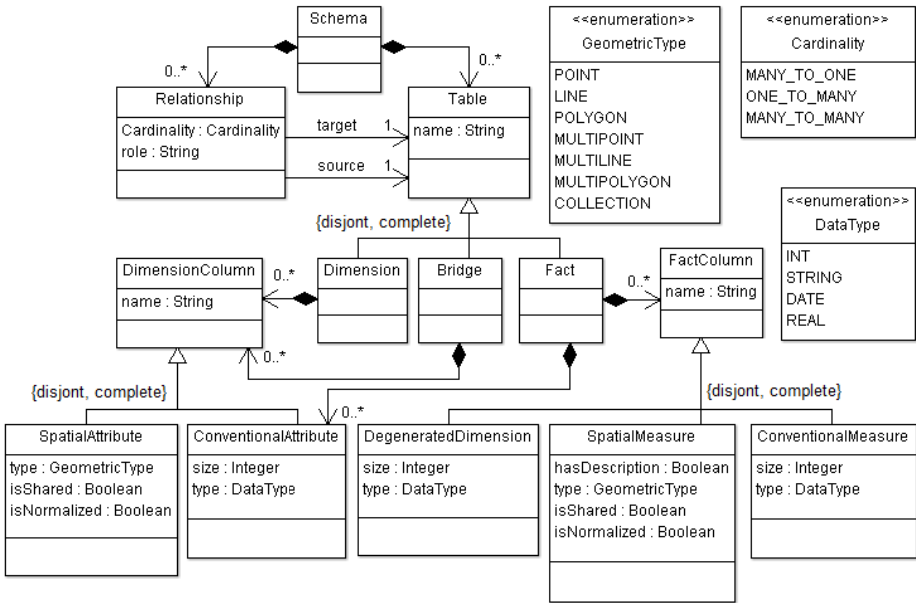 Schema
0..*
0..*
Relationship
Cardinality : Cardinality
role : String
target 1
source 1
Table
name : String
<<enumeration>>
GeometricType
POINT
LINE
POLYGON
MULTIPOINT
MULTILINE
MULTIPOLYGON
COLLECTION
<<enumeration>>
Cardinality
MANY_TO_ONE
ONE_TO_MANY
MANY_TO_MANY
<<enumeration>>
DataType
INT
STRING
DATE
REAL
{disjont, complete}
DimensionColumn
name : String
0..*
Dimension
Bridge
Fact
0..*
FactColumn
name : String
0..*
{disjont, complete}
0..*
{disjont, complete}
SpatialAttribute
type : GeometricType
isShared : Boolean
isNormalized : Boolean
ConventionalAttribute
size : Integer
type : DataType
DegeneratedDimension
size : Integer
type : DataType
SpatialMeasure
hasDescription : Boolean
type : GeometricType
isShared : Boolean
isNormalized : Boolean
ConventionalMeasure
size : Integer
type : DataType